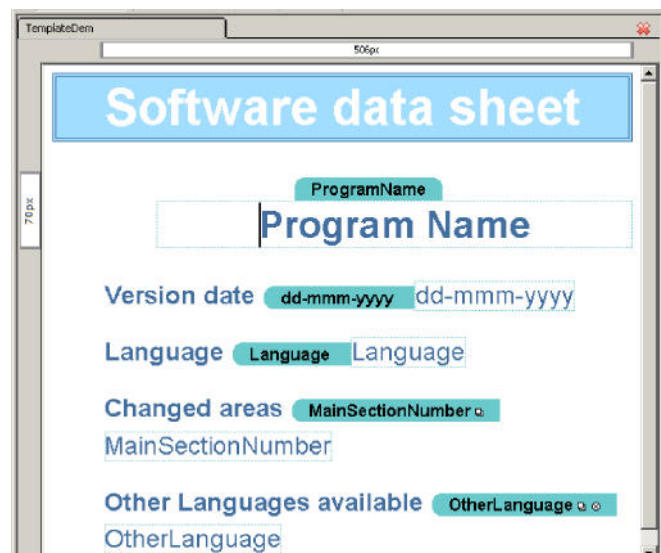 TemplateDem
506px
Software data sheet
70px
ProgramName
Program Name
Version date dd-mmm-yyyy dd-mmm-yyyy
Language Language Language
Changed areas MainSectionNumber
MainSectionNumber
Other Languages available OtherLanguage
OtherLanguage